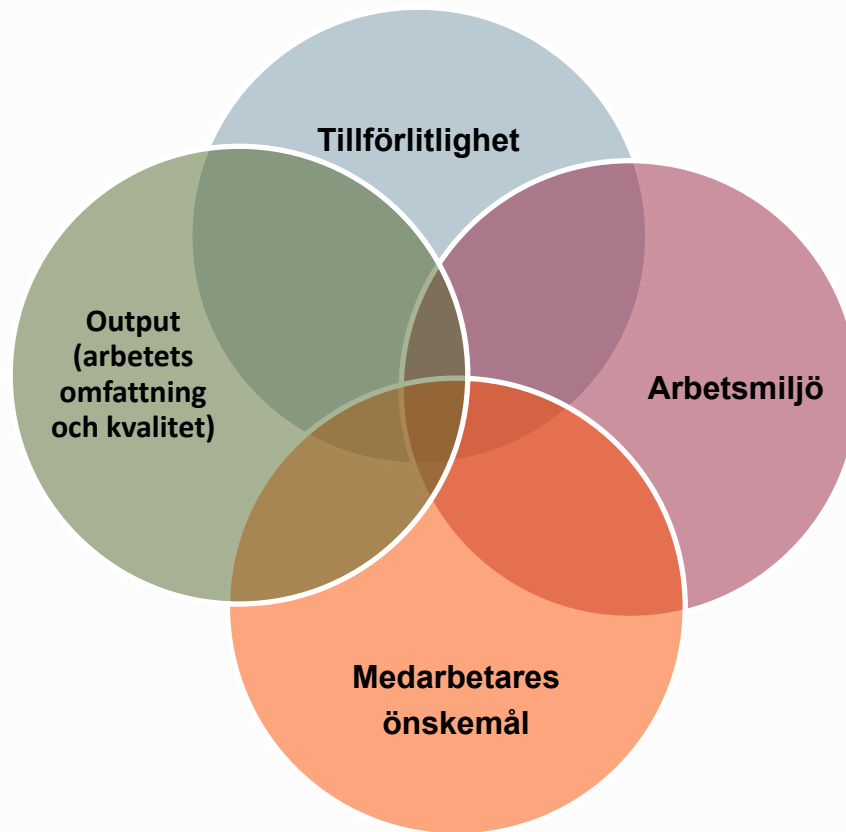 Tillförlitlighet
Output
(arbetets
omfattning
och kvalitet)
Arbetsmiljö
Medarbetares
önskemål